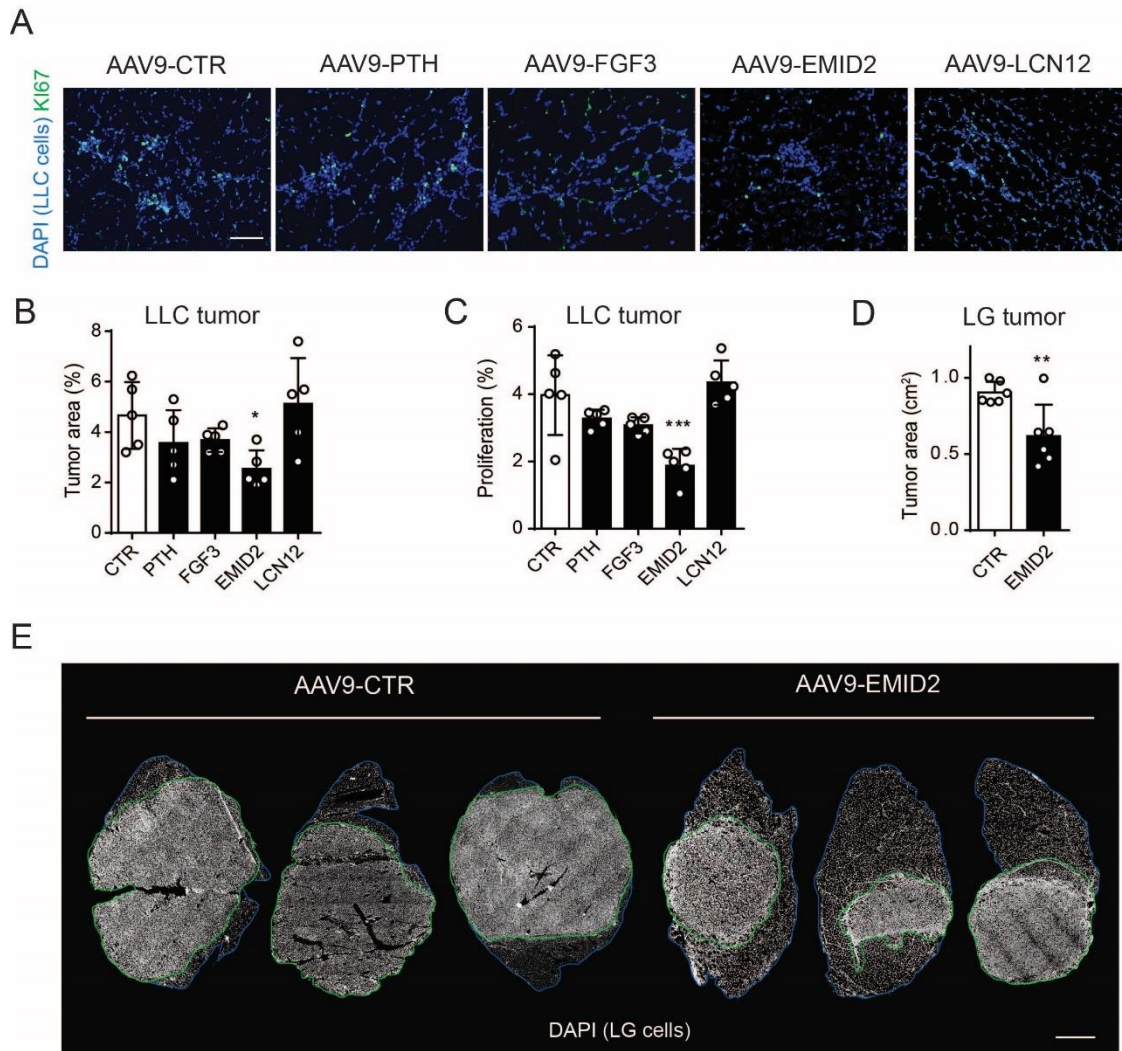 A
AAV9-CTR AAV9-PTH AAV9-FGF3 AAV9-EMID2 AAV9-LCN12
DAPI (LLC cells) KI67
B
LLC tumor
Tumor area (%)
8
6
4
2
0
*
CTR PTH FGF3 EMID2 LCN12
C
LLC tumor
Proliferation (%)
6
4
2
0
***
CTR PTH FGF3 EMID2 LCN12
D
LG tumor
Tumor area (cm²)
1.0
0.5
0.0
**
CTR EMID2
E
AAV9-CTR AAV9-EMID2
DAPI (LG cells)